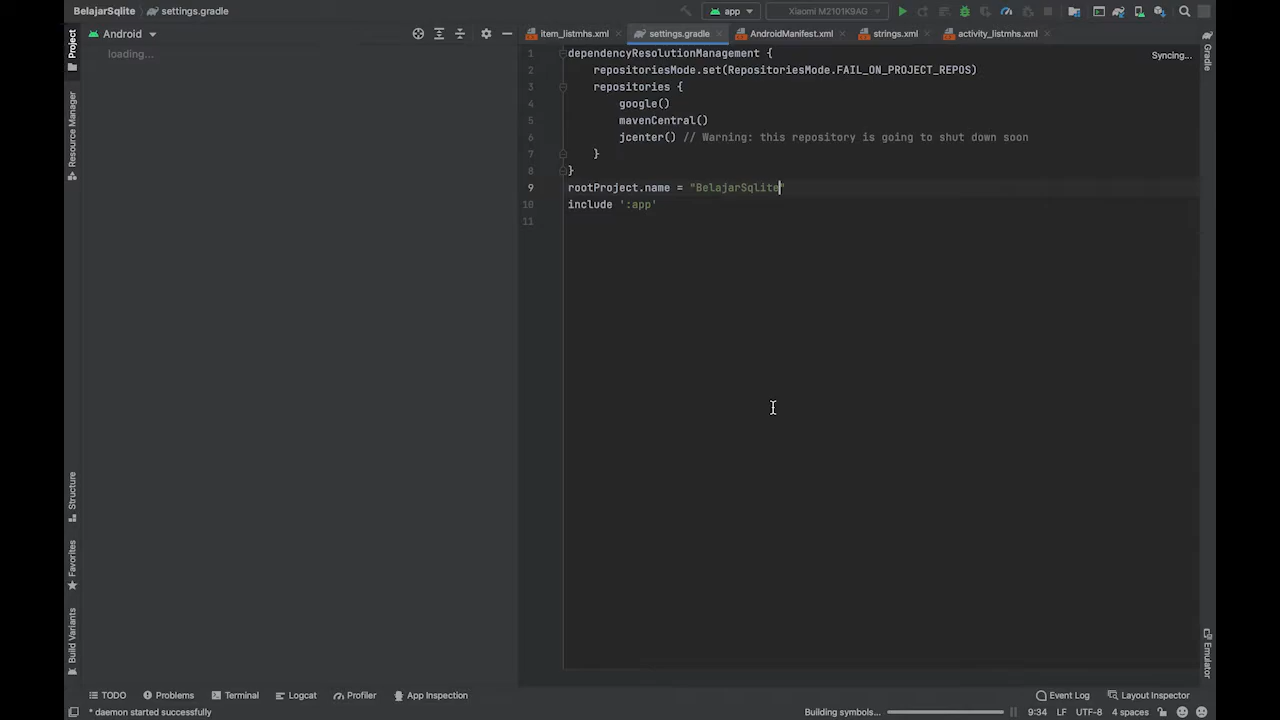 BelajarSqlite
settings.gradle
app
Xiaomi M2101K9AG
Project
Android
item_listmhs.xml
settings.gradle
AndroidManifest.xml
strings.xml
activity_listmhs.xml
Gradle
loading...
Syncing...
1 dependencyResolutionManagement {
2 repositoriesMode.set(RepositoriesMode.FAIL_ON_PROJECT_REPOS)
3 repositories {
4 google()
5 mavenCentral()
6 jcenter() // Warning: this repository is going to shut down soon
7 }
8 }
9 rootProject.name = "BelajarSqlite"
10 include ':app'
11
Resource Manager
Structure
Favorites
Build Variants
Emulator
TODO
Problems
Terminal
Logcat
Profiler
App Inspection
Event Log
Layout Inspector
* daemon started successfully
Building symbols...
9:34 LF UTF-8 4 spaces